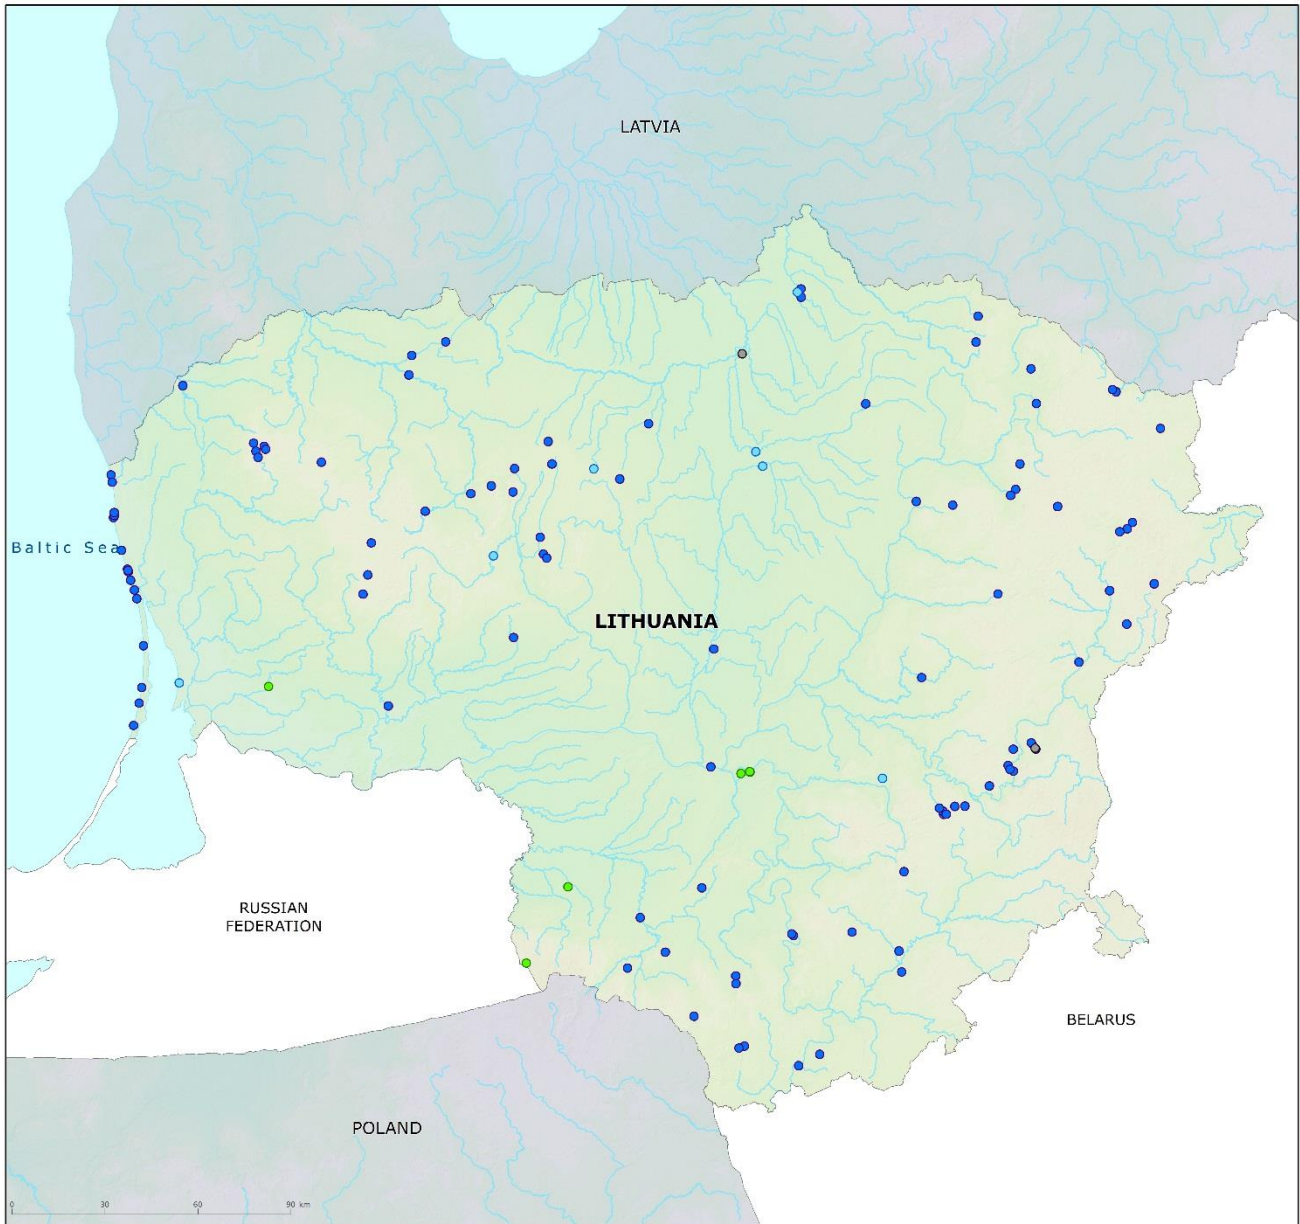 LATVIA
Baltic Sea
LITHUANIA
RUSSIAN
FEDERATION
BELARUS
POLAND
0 30 60 90 km